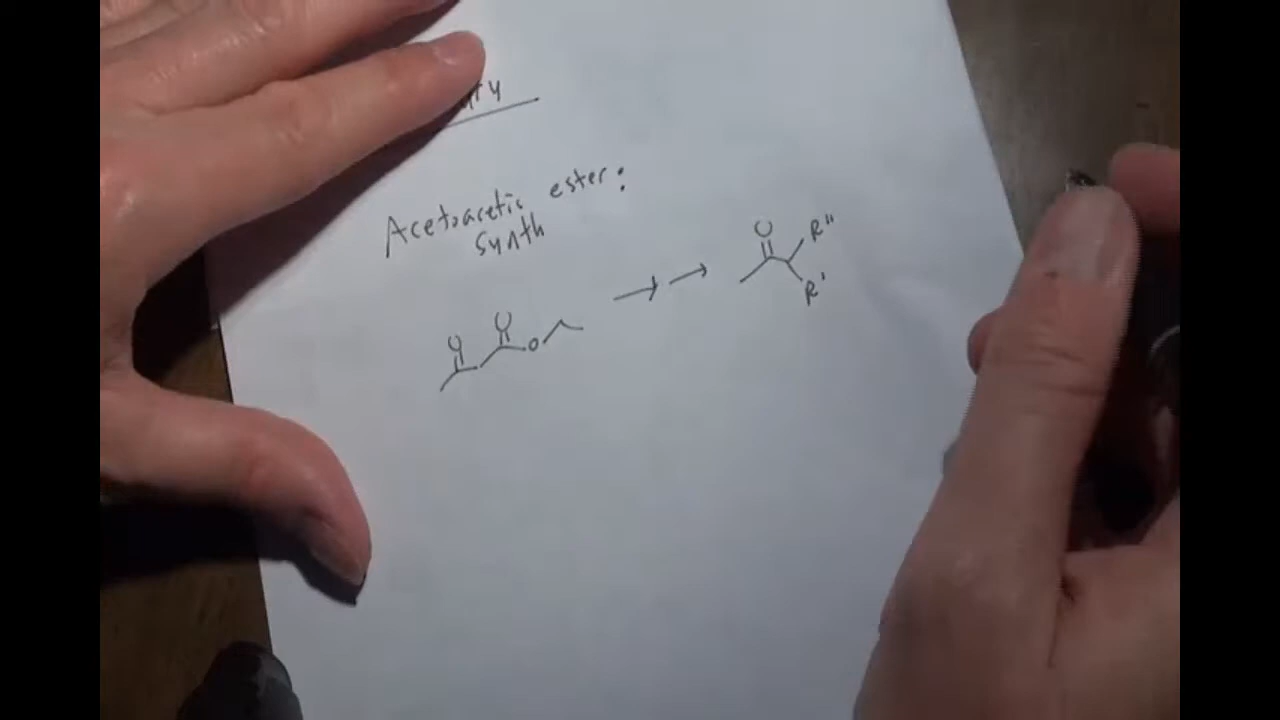 Acetoacetic ester:
synth
O
R"
O
O
O
R'